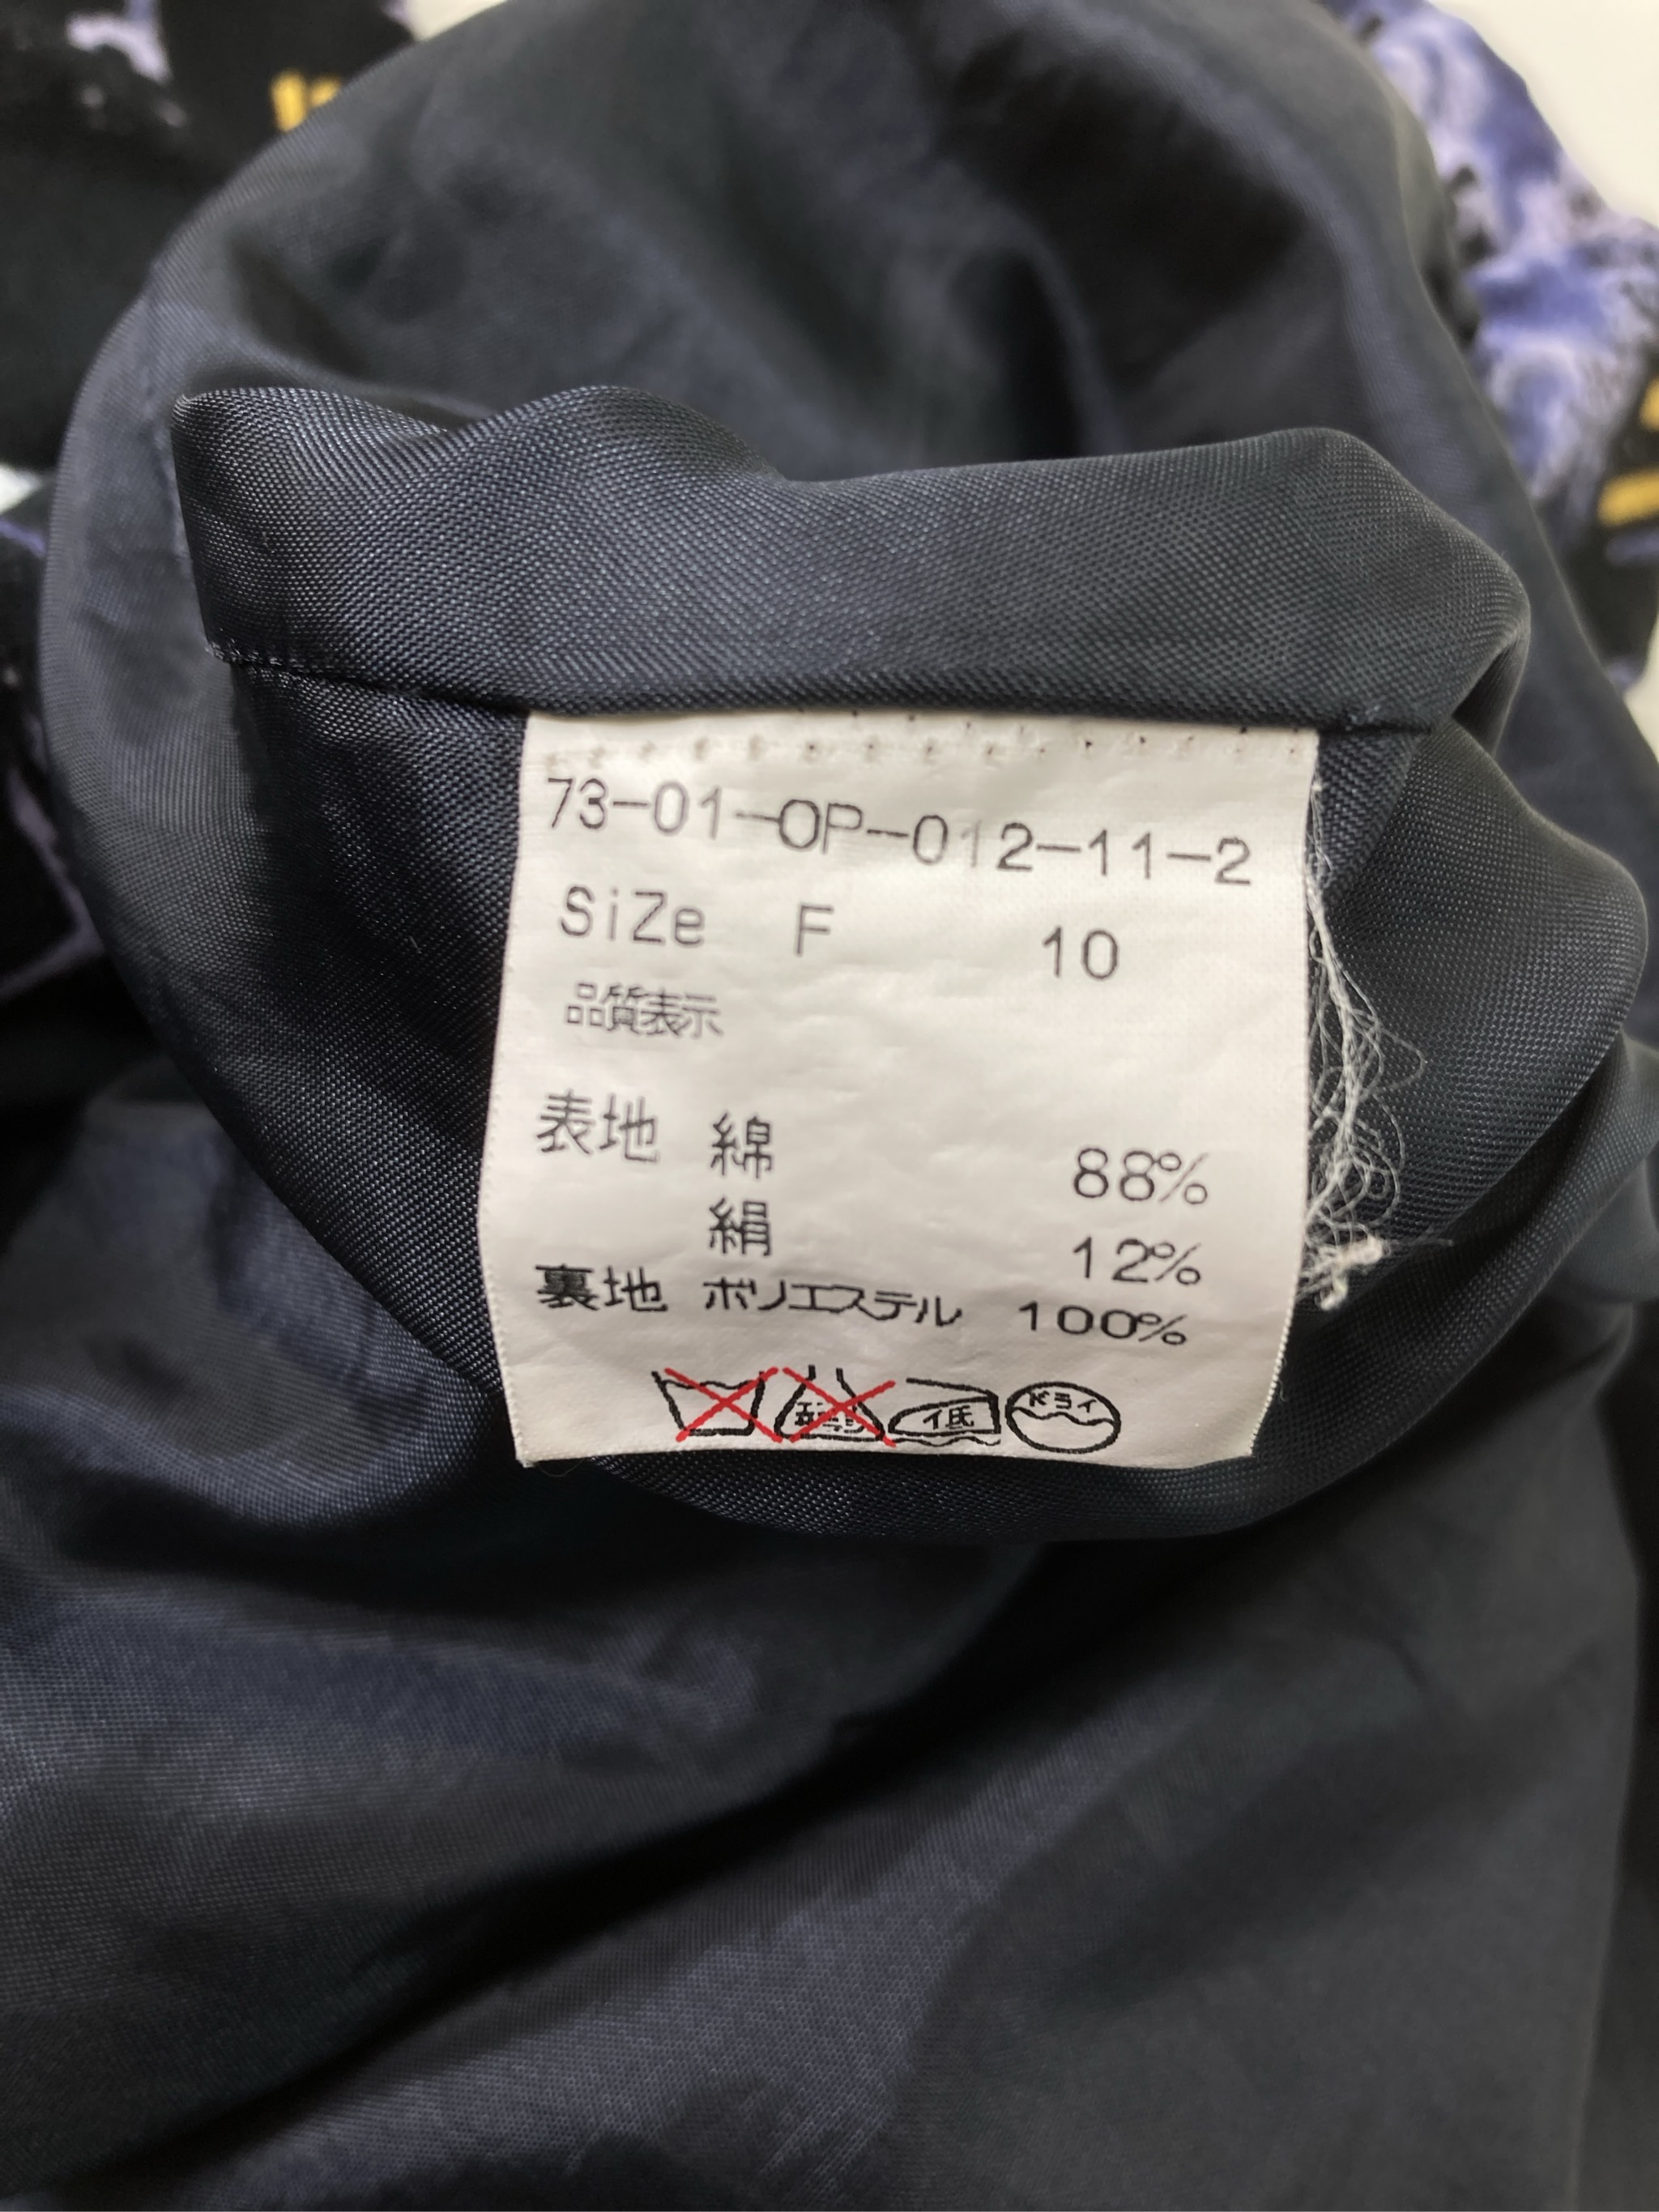 73-01-OP-012-11-2
SiZe F 10
品質表示
表地 綿 88%
絹 12%
裏地 ポリエステル 100%
低 ドライ